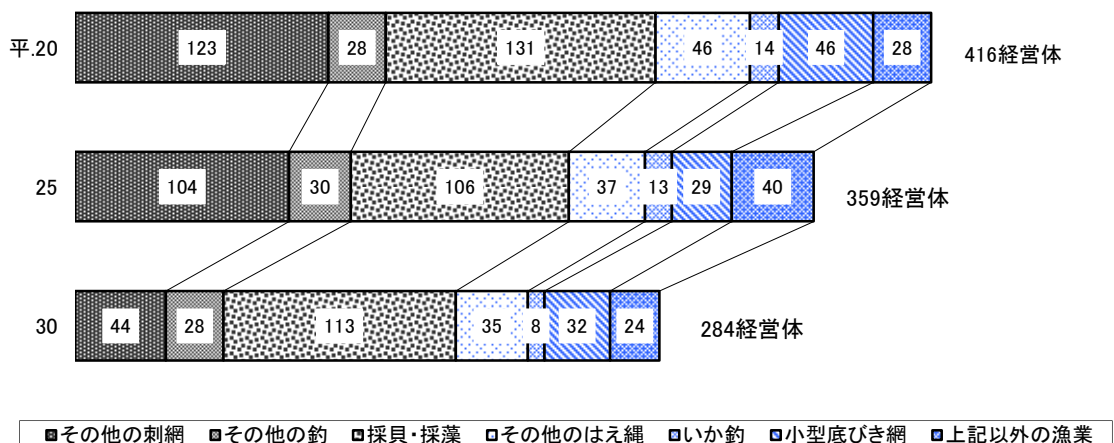 平.20 123 28 131 46 14 46 28 416経営体
25 104 30 106 37 13 29 40 359経営体
30 44 28 113 35 8 32 24 284経営体
その他の刺網 その他の釣 採貝・採藻 その他のはえ縄 いか釣 小型底びき網 上記以外の漁業